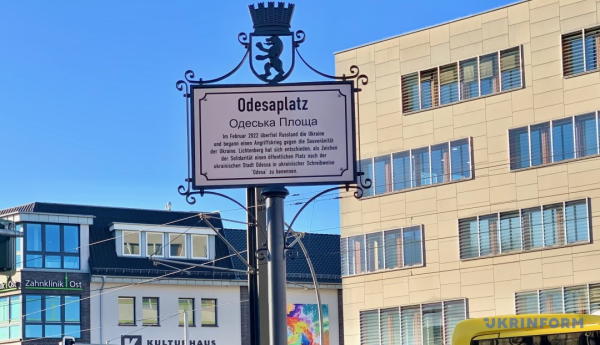 Odesaplatz
Одеська Площа
Im Februar 2022 überfiel Russland die Ukraine
und begann einen Angriffskrieg gegen die Souveränität
der Ukraine. Lichtenberg hat sich entschieden, als Zeichen
der Solidarität einen öffentlichen Platz nach der
ukrainischen Stadt Odessa in ukrainischer Schreibweise
'Odesa' zu benennen.
Zahnklinik Ost
KULTURHAUS
UKRINFORM